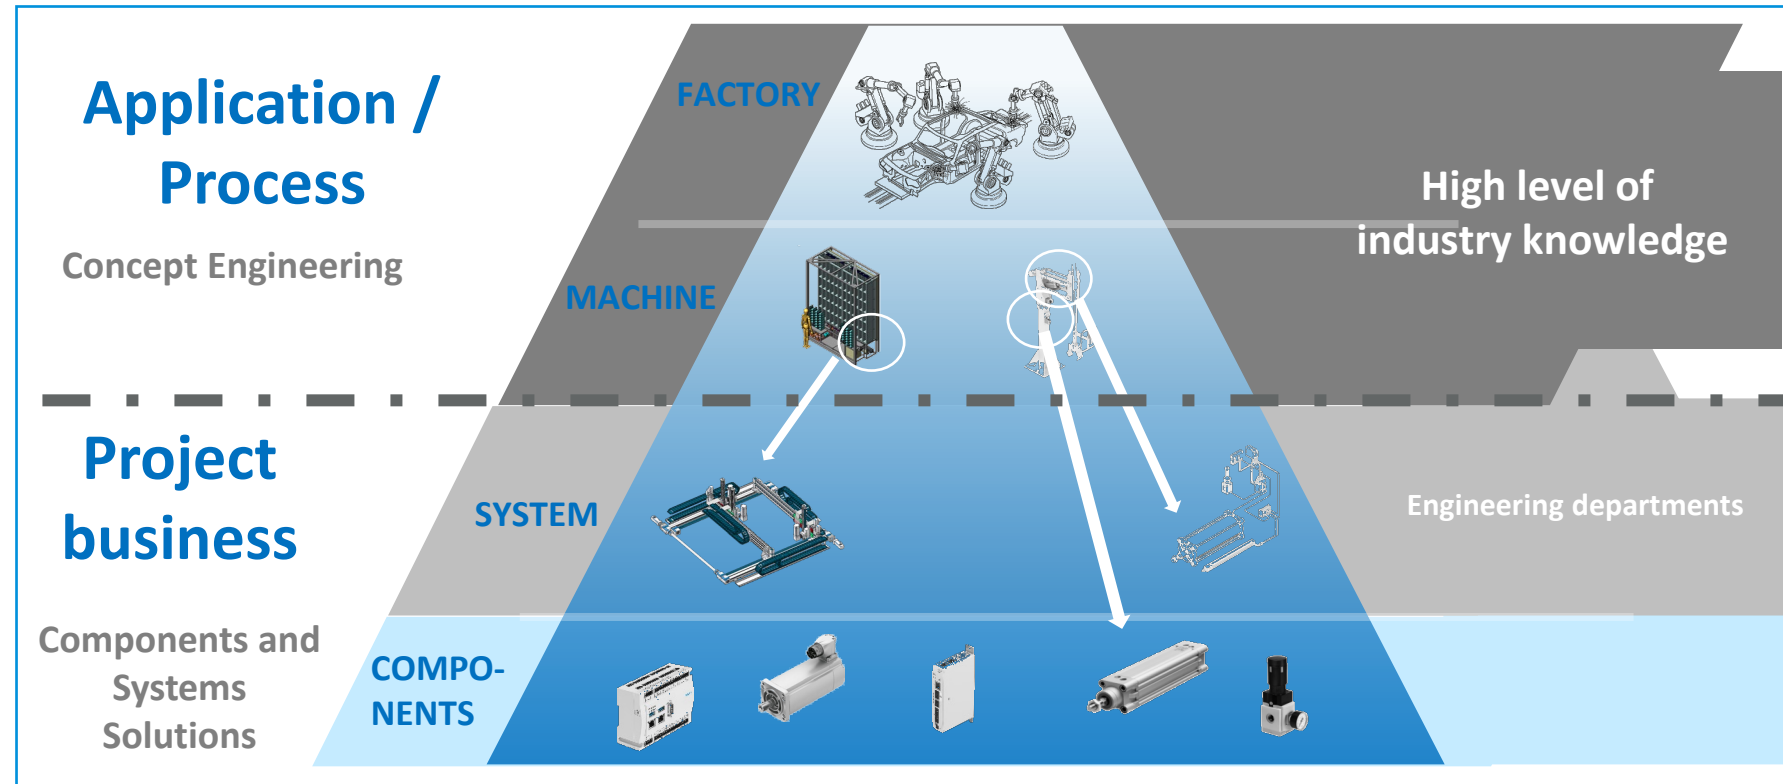 Application /
Process
Concept Engineering
FACTORY
MACHINE
High level of
industry knowledge
Project
business
Components and
Systems
Solutions
SYSTEM
Engineering departments
COMPO-
NENTS